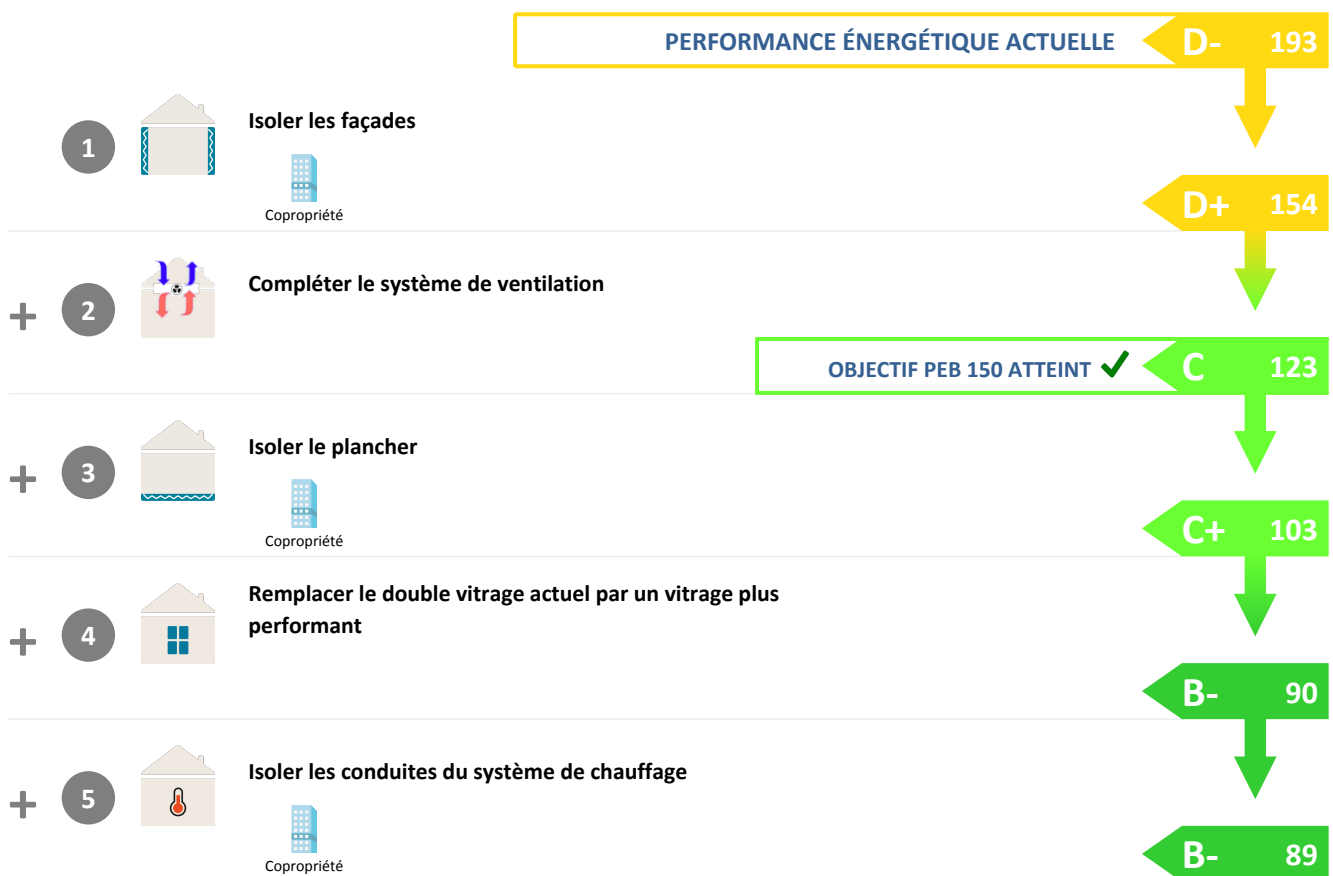 PERFORMANCE ÉNERGÉTIQUE ACTUELLE D- 193
1 Isoler les façades
Copropriété
D+ 154
+ 2 Compléter le système de ventilation
OBJECTIF PEB 150 ATTEINT ✓ C 123
+ 3 Isoler le plancher
Copropriété
C+ 103
+ 4 Remplacer le double vitrage actuel par un vitrage plus
performant
B- 90
+ 5 Isoler les conduites du système de chauffage
Copropriété
B- 89